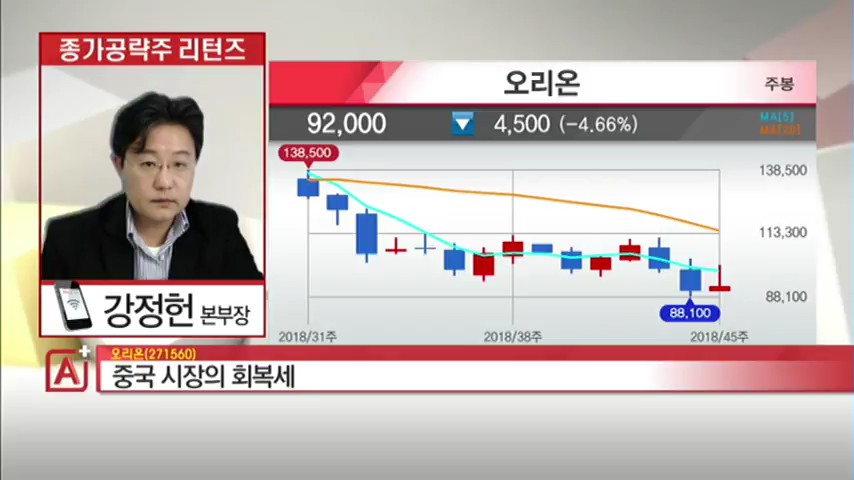 종가공략주 리턴즈
강정헌 본부장
오리온
주봉
92,000 ▼ 4,500 (-4.66%)
MA[5]
MA[20]
138,500
138,500
113,300
88,100
88,100
2018/31주 2018/38주 2018/45주
A+
오리온(271560)
중국 시장의 회복세